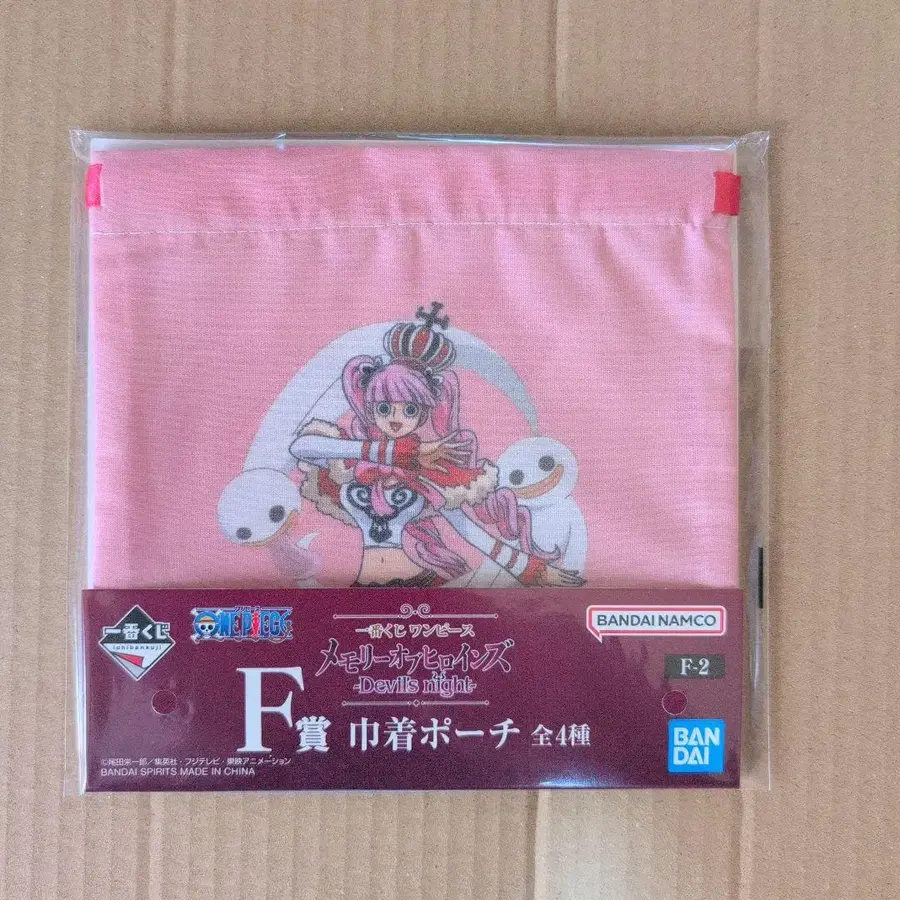 一番くじ
ichibankuji
ワンピース
ONE PIECE
一番くじ ワンピース
メモリーオブヒロインズ
-Devil's night-
F賞 巾着ポーチ 全4種
BANDAI NAMCO
F-2
BAN
DAI
©尾田栄一郎／集英社・フジテレビ・東映アニメーション
BANDAI SPIRITS MADE IN CHINA